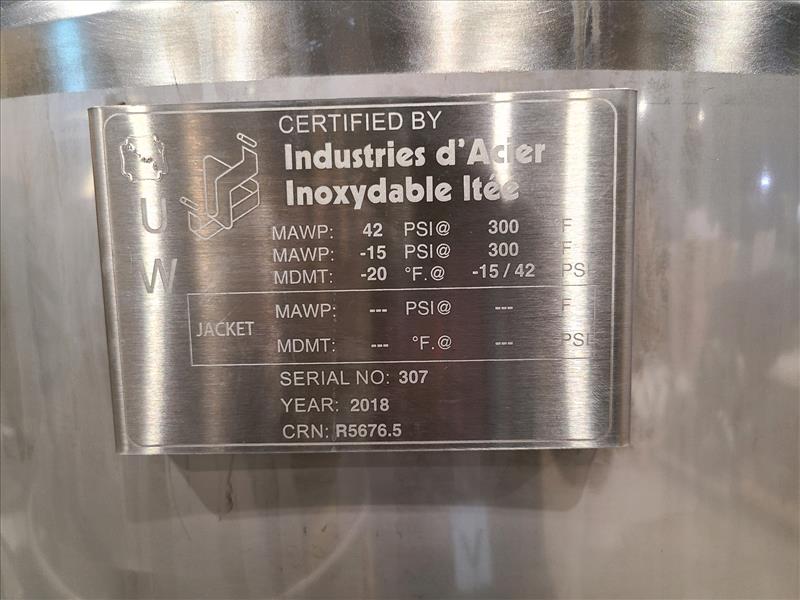 CERTIFIED BY
Industries d'Acier
Inoxydable ltée
U
W
MAWP: 42 PSI@ 300 F
MAWP: -15 PSI@ 300 F
MDMT: -20 °F.@ -15 / 42 PSI
JACKET
MAWP: --- PSI@ --- F
MDMT: --- °F.@ --- PSI
SERIAL NO: 307
YEAR: 2018
CRN: R5676.5